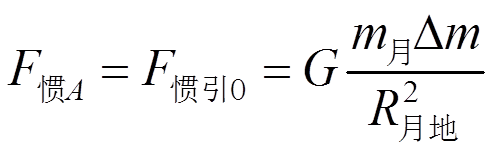 F惯A = F惯引0 = G m月Δm / R²月地